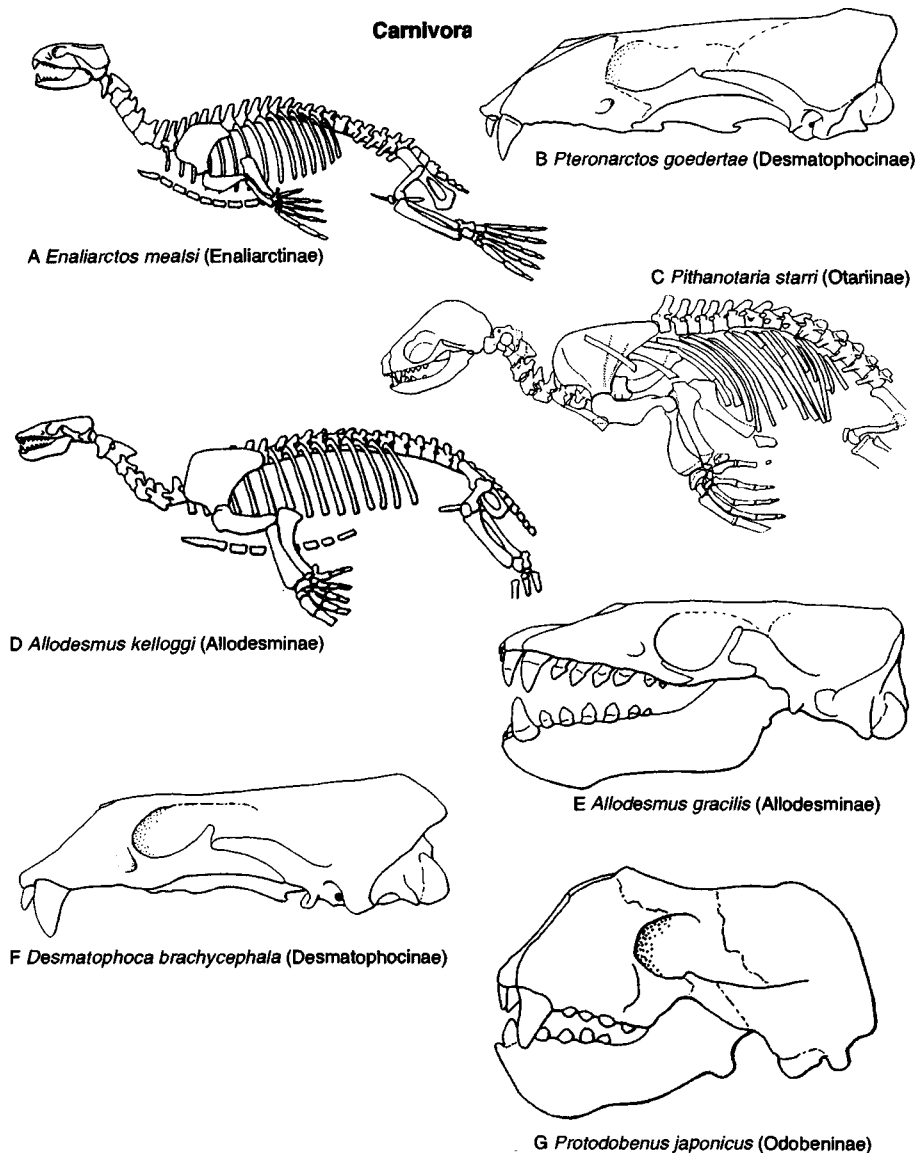 Carnivora
A Enaliarctos mealsi (Enaliarctinae)
B Pteronarctos goedertae (Desmatophocinae)
C Pithanotaria starri (Otariinae)
D Allodesmus kelloggi (Allodesminae)
E Allodesmus gracilis (Allodesminae)
F Desmatophoca brachycephala (Desmatophocinae)
G Protodobenus japonicus (Odobeninae)